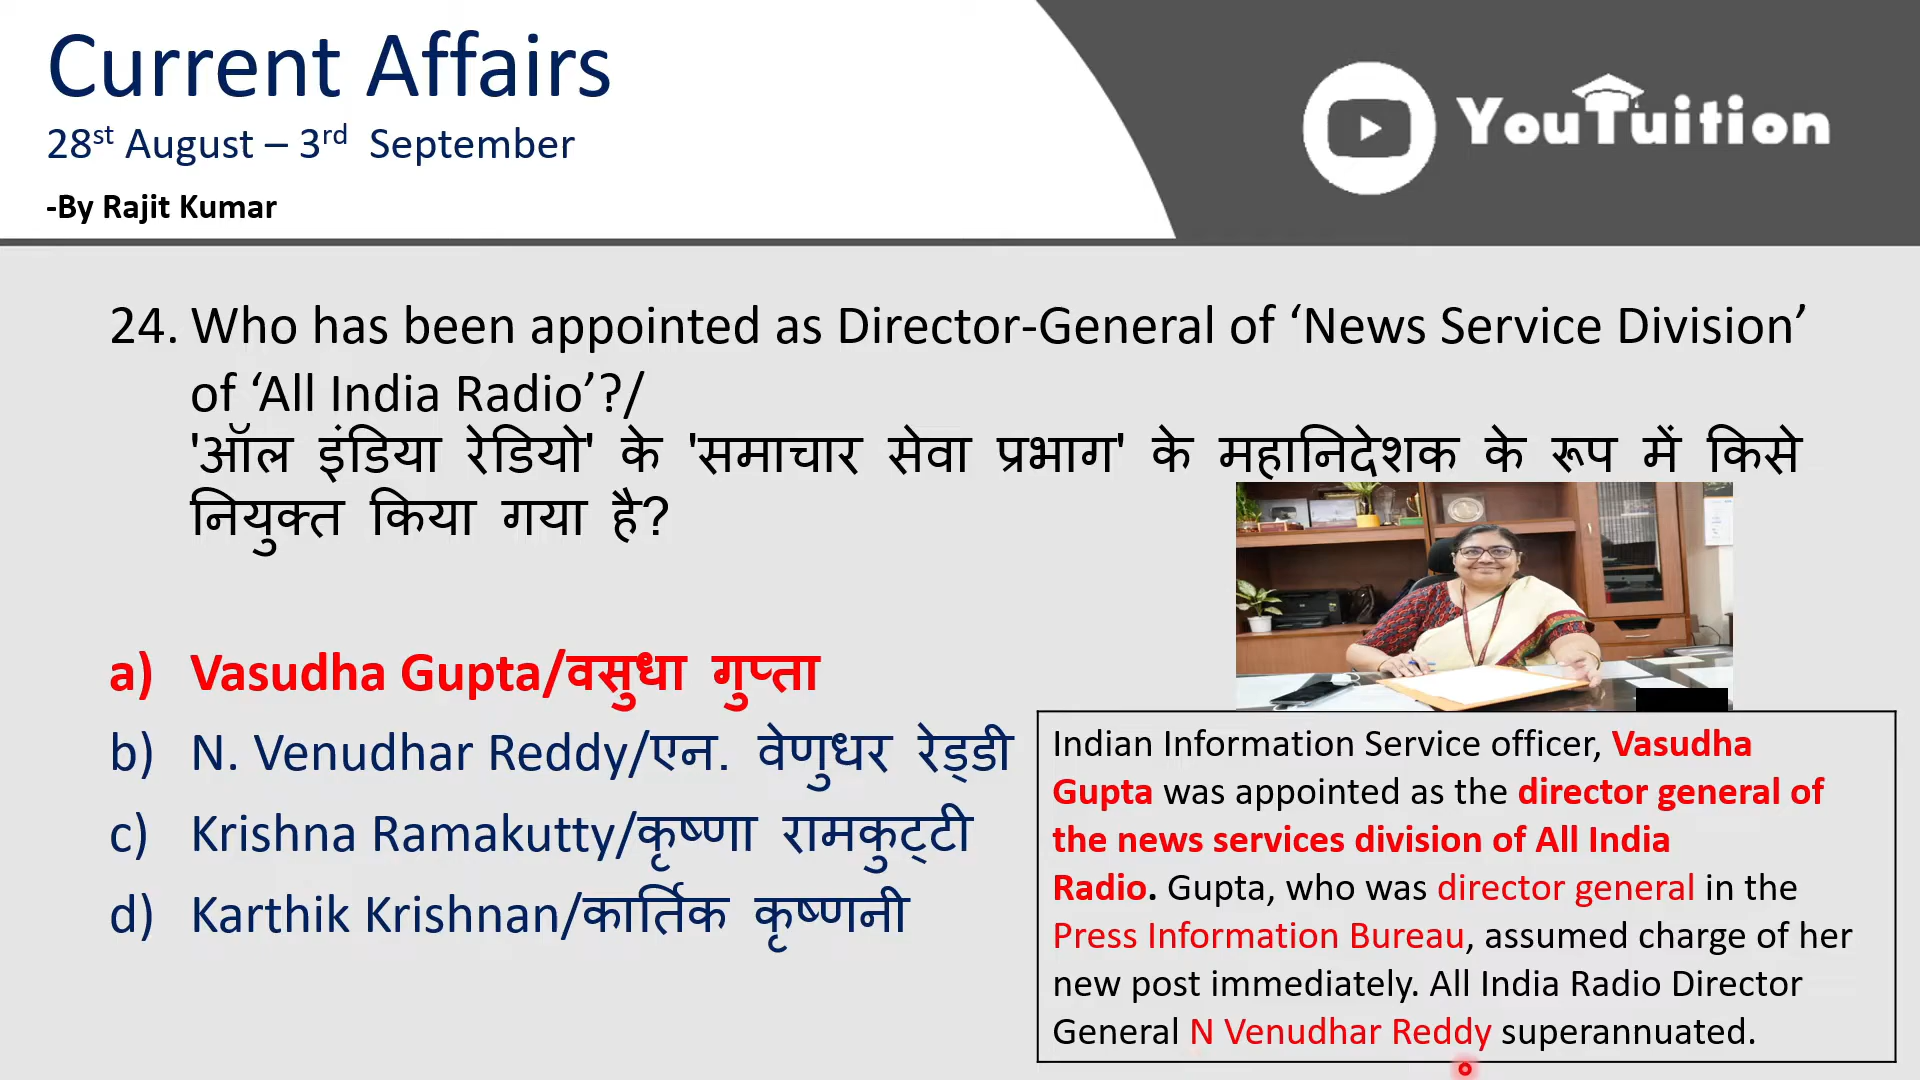 Current Affairs
28st August – 3rd September
-By Rajit Kumar
YouTuition
24. Who has been appointed as Director-General of ‘News Service Division’
of ‘All India Radio’?/
'ऑल इंडिया रेडियो' के 'समाचार सेवा प्रभाग' के महानिदेशक के रूप में किसे
नियुक्त किया गया है?
a) Vasudha Gupta/वसुधा गुप्ता
b) N. Venudhar Reddy/एन. वेणुधर रेड्डी
c) Krishna Ramakutty/कृष्णा रामकुट्टी
d) Karthik Krishnan/कार्तिक कृष्णनी
Indian Information Service officer, Vasudha
Gupta was appointed as the director general of
the news services division of All India
Radio. Gupta, who was director general in the
Press Information Bureau, assumed charge of her
new post immediately. All India Radio Director
General N Venudhar Reddy superannuated.